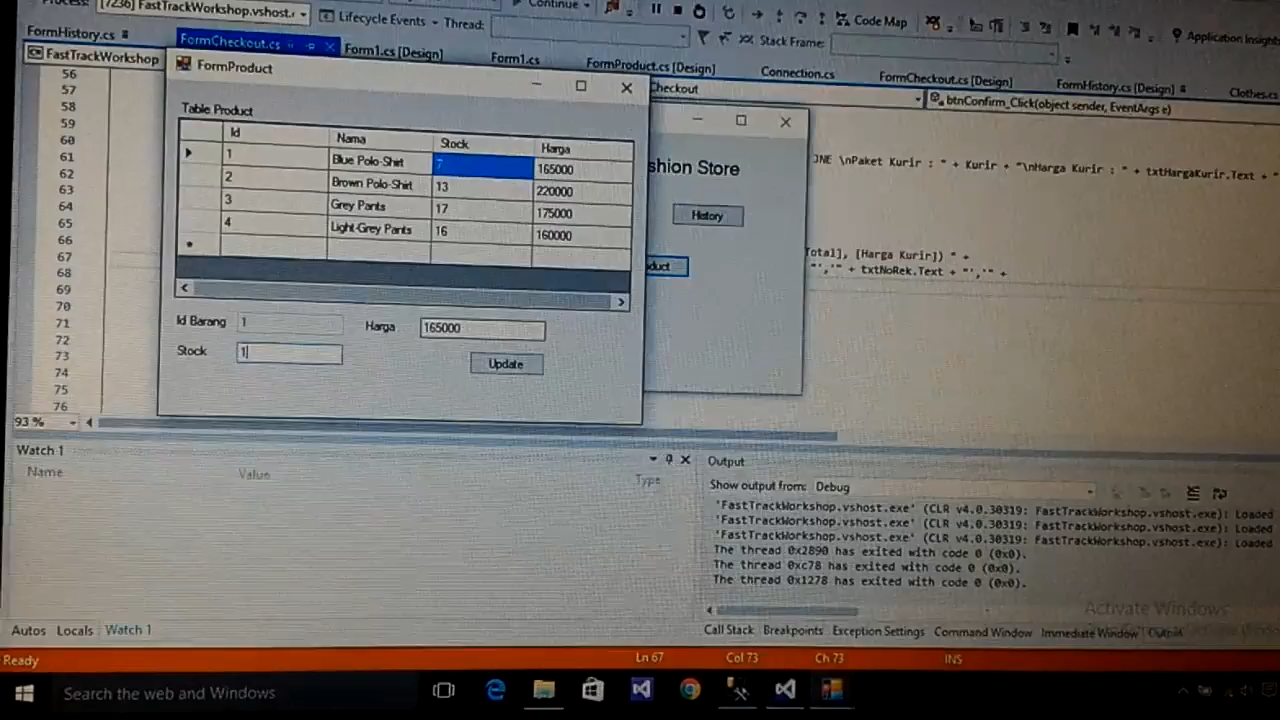 [7236] FastTrackWorkshop.vshost.
Lifecycle Events
Thread:
Continue
Code Map
Stack Frame:
Application Insights
FormHistory.cs
FormCheckout.cs
Form1.cs [Design]
Form1.cs
FormProduct.cs [Design]
Connection.cs
FormCheckout.cs [Design]
FormHistory.cs [Design]
Clothes.cs
FastTrackWorkshop
Checkout
btnConfirm_Click(object sender, EventArgs e)
56
57
58
59
60
61
62
63
64
65
66
67
68
69
70
71
72
73
74
75
76
FormProduct
Table Product
Id Nama Stock Harga
1 Blue Polo-Shirt 7 165000
2 Brown Polo-Shirt 13 220000
3 Grey Pants 17 175000
4 Light-Grey Pants 16 160000
Id Barang 1 Harga 165000
Stock 1 Update
shion Store
History
duct
JNE \nPaket Kurir : " + Kurir + "\nHarga Kurir : " + txtHargaKurir.Text + "
Total], [Harga Kurir]) " +
"','" + txtNoRek.Text + "','" +
93 %
Watch 1
Name Value Type
Output
Show output from: Debug
'FastTrackWorkshop.vshost.exe' (CLR v4.0.30319: FastTrackWorkshop.vshost.exe): Loaded
'FastTrackWorkshop.vshost.exe' (CLR v4.0.30319: FastTrackWorkshop.vshost.exe): Loaded
'FastTrackWorkshop.vshost.exe' (CLR v4.0.30319: FastTrackWorkshop.vshost.exe): Loaded
The thread 0x2890 has exited with code 0 (0x0).
The thread 0xc78 has exited with code 0 (0x0).
The thread 0x1278 has exited with code 0 (0x0).
Activate Windows
Autos Locals Watch 1
Call Stack Breakpoints Exception Settings Command Window Immediate Window Output
Ready Ln 67 Col 73 Ch 73 INS
Search the web and Windows